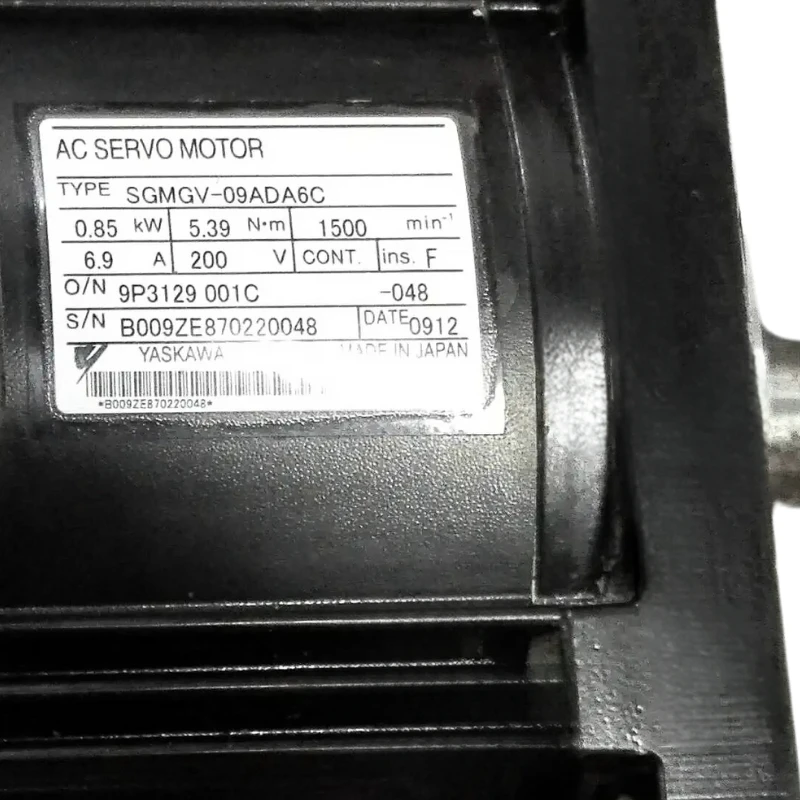 AC SERVO MOTOR
TYPE SGMGV-09ADA6C
0.85 kW 5.39 N·m 1500 min⁻¹
6.9 A 200 V CONT. ins. F
O/N 9P3129 001C -048
S/N B009ZE870220048 DATE 0912
YASKAWA MADE IN JAPAN
*B009ZE870220048*